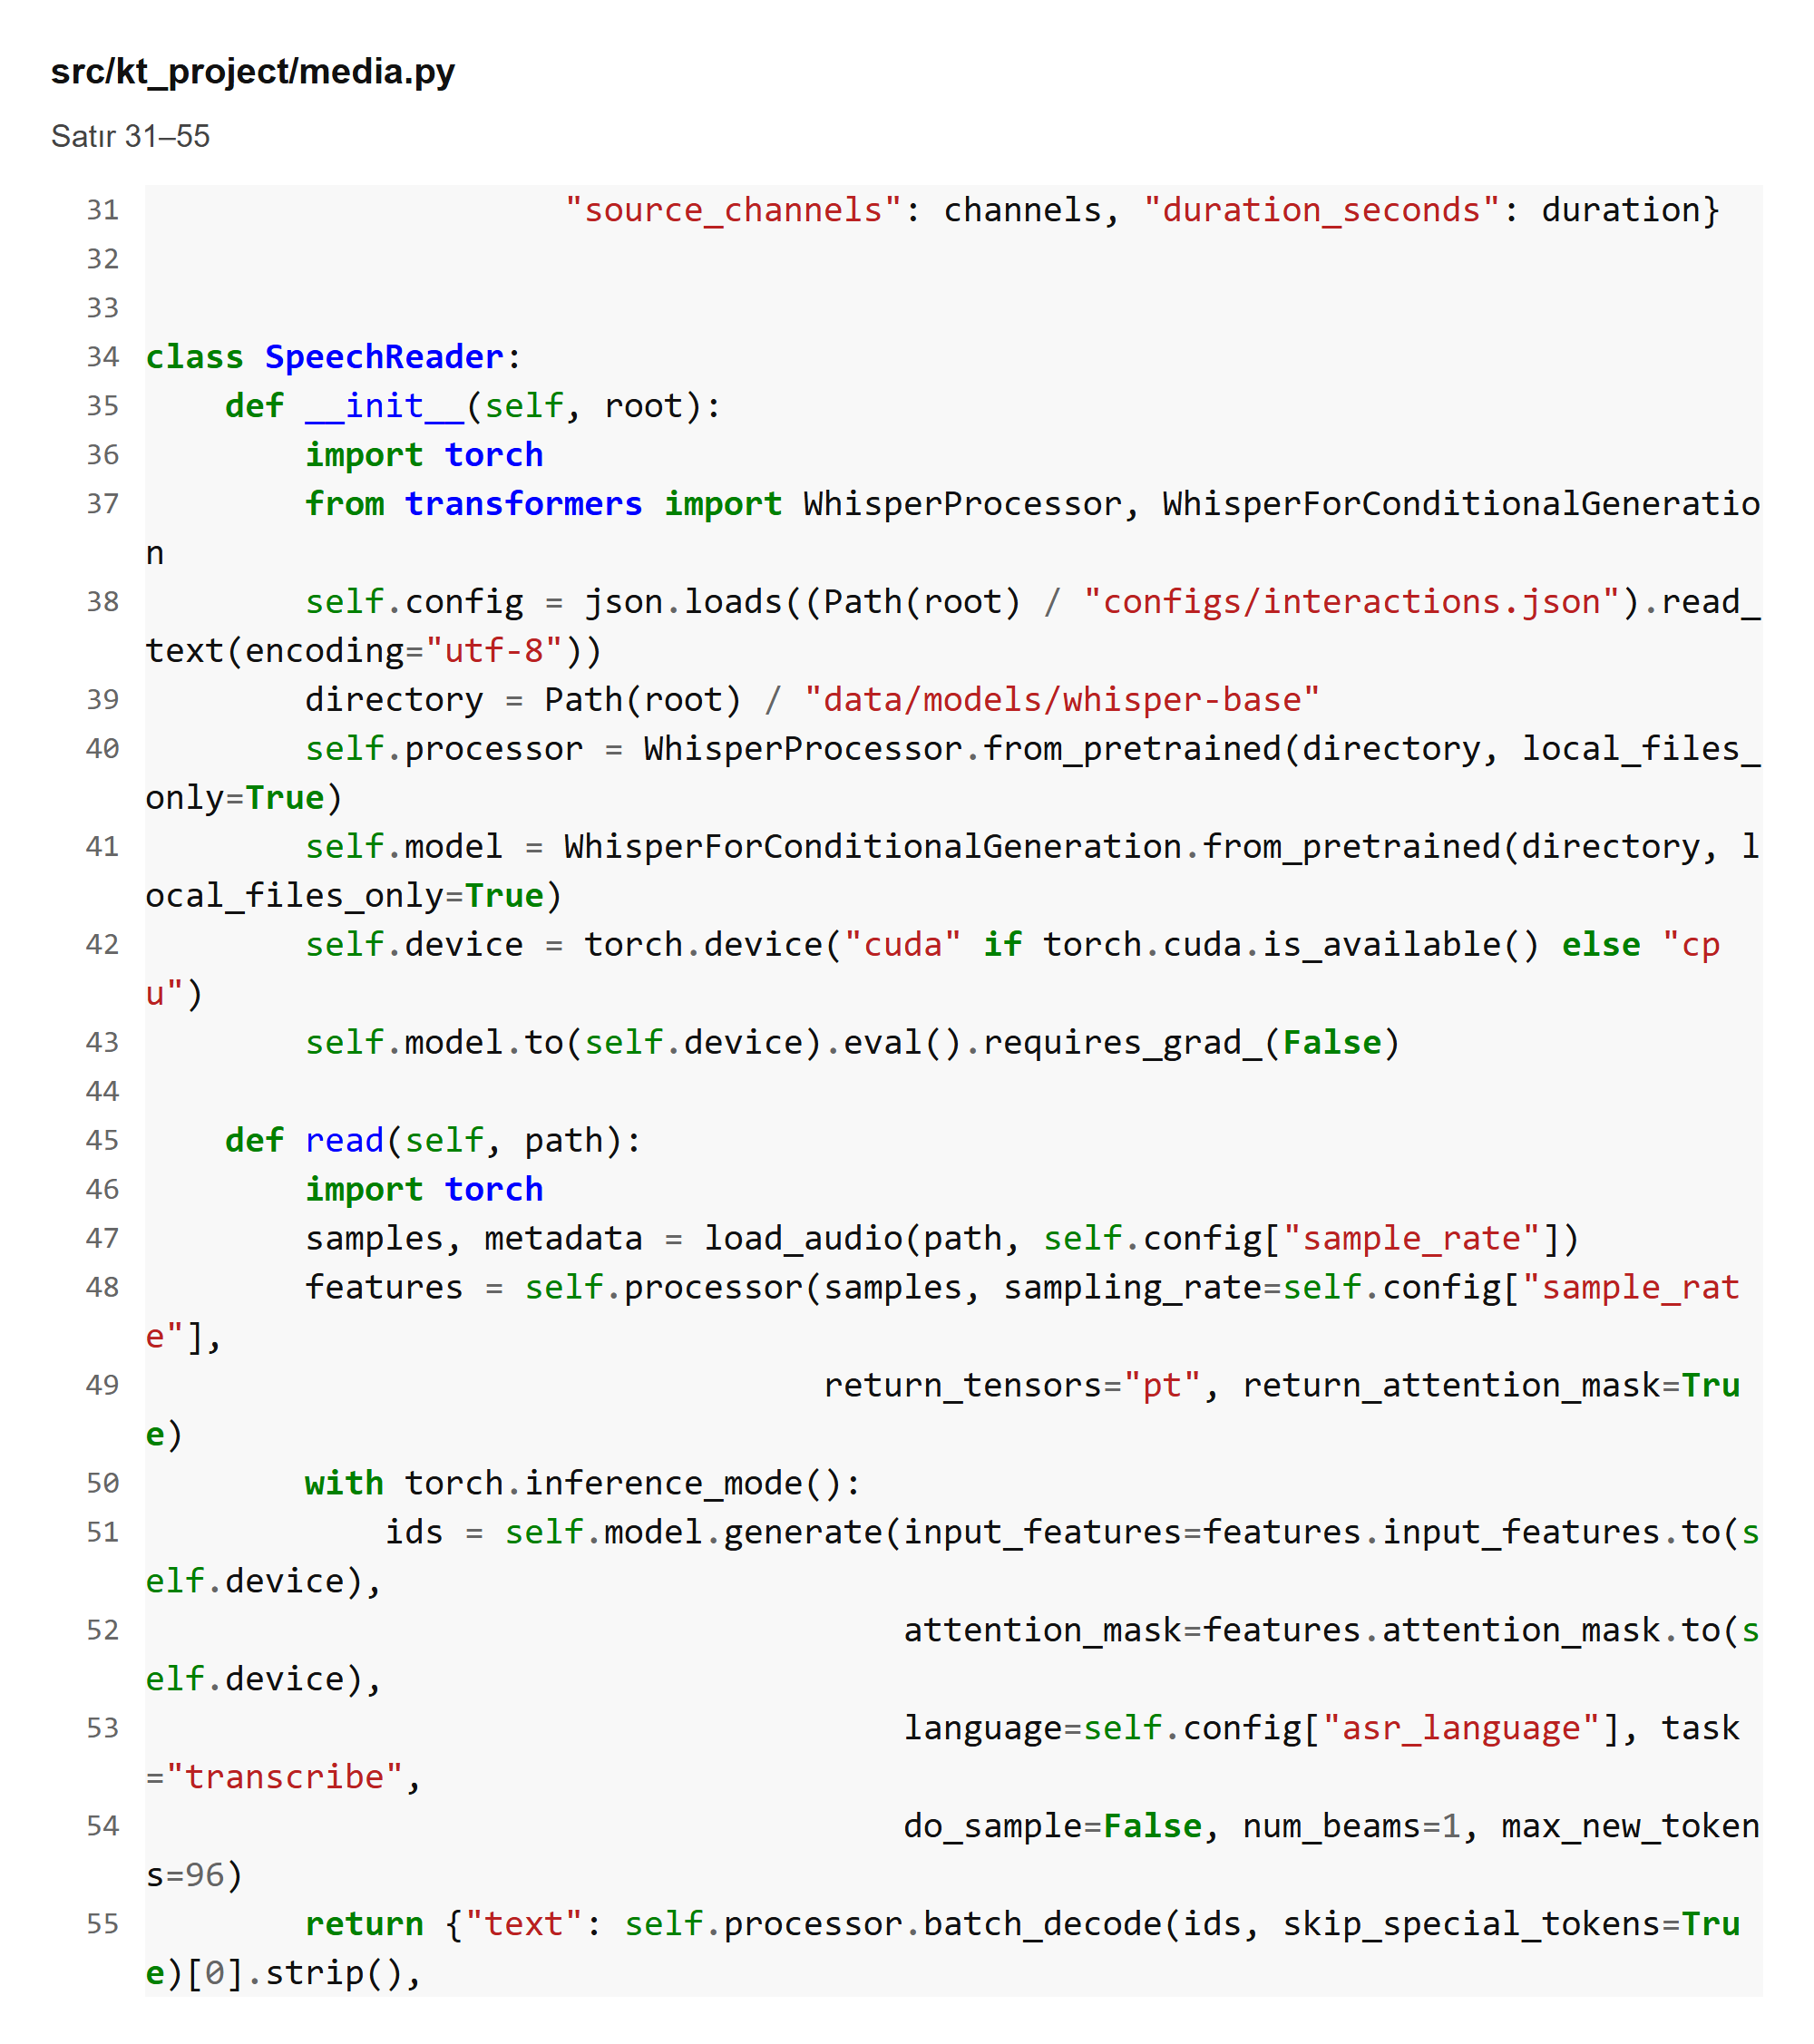 src/kt_project/media.py
Satır 31–55
31                      "source_channels": channels, "duration_seconds": duration}
32
33
34 class SpeechReader:
35     def __init__(self, root):
36         import torch
37         from transformers import WhisperProcessor, WhisperForConditionalGeneratio
n
38         self.config = json.loads((Path(root) / "configs/interactions.json").read_
text(encoding="utf-8"))
39         directory = Path(root) / "data/models/whisper-base"
40         self.processor = WhisperProcessor.from_pretrained(directory, local_files_
only=True)
41         self.model = WhisperForConditionalGeneration.from_pretrained(directory, l
ocal_files_only=True)
42         self.device = torch.device("cuda" if torch.cuda.is_available() else "cp
u")
43         self.model.to(self.device).eval().requires_grad_(False)
44
45     def read(self, path):
46         import torch
47         samples, metadata = load_audio(path, self.config["sample_rate"])
48         features = self.processor(samples, sampling_rate=self.config["sample_rat
e"],
49                                   return_tensors="pt", return_attention_mask=Tru
e)
50         with torch.inference_mode():
51             ids = self.model.generate(input_features=features.input_features.to(s
elf.device),
52                                       attention_mask=features.attention_mask.to(s
elf.device),
53                                       language=self.config["asr_language"], task
="transcribe",
54                                       do_sample=False, num_beams=1, max_new_token
s=96)
55         return {"text": self.processor.batch_decode(ids, skip_special_tokens=Tru
e)[0].strip(),